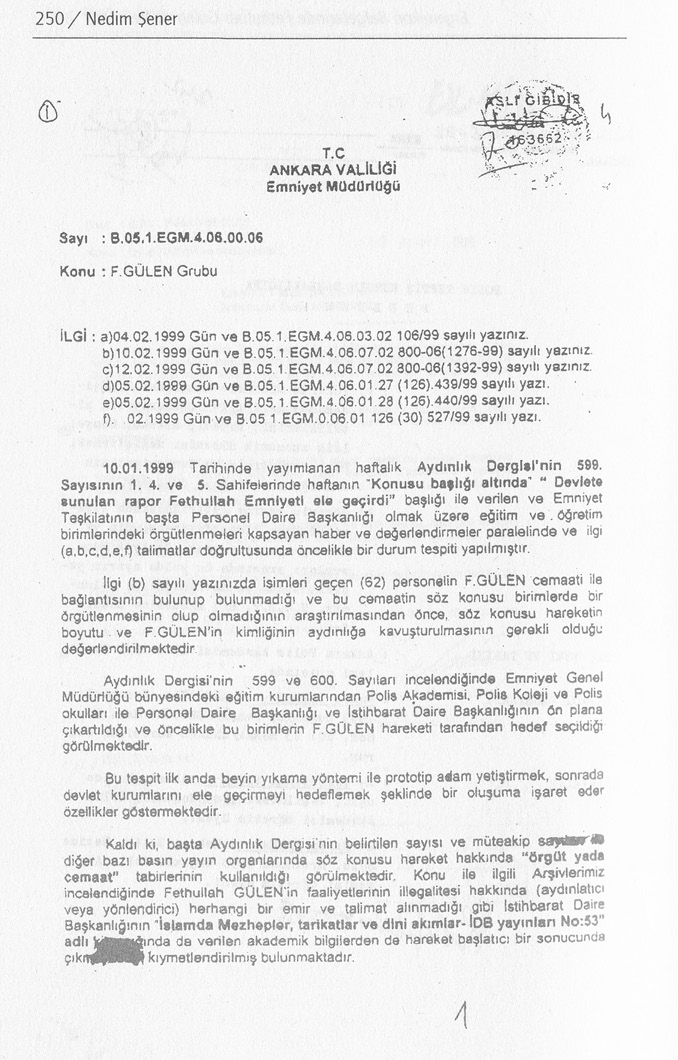 250 / Nedim Şener
1
ASLI GİBİDİR
163662
T.C
ANKARA VALİLİĞİ
Emniyet Müdürlüğü
Sayı : B.05.1.EGM.4.06.00.06
Konu : F.GÜLEN Grubu
İLGİ : a)04.02.1999 Gün ve B.05.1.EGM.4.06.03.02 106/99 sayılı yazınız.
b)10.02.1999 Gün ve B.05.1.EGM.4.06.07.02 800-06(1276-99) sayılı yazınız.
c)12.02.1999 Gün ve B.05.1.EGM.4.06.07.02 800-06(1392-99) sayılı yazınız.
d)05.02.1999 Gün ve B.05.1.EGM.4.06.01.27 (126).439/99 sayılı yazı.
e)05.02.1999 Gün ve B.05.1.EGM.4.06.01.28 (126).440/99 sayılı yazı.
f). 02.1999 Gün ve B.05 1.EGM.0.06.01 126 (30) 527/99 sayılı yazı.
10.01.1999 Tarihinde yayımlanan haftalık Aydınlık Dergisi'nin 599.
Sayısının 1. 4. ve 5. Sahifelerinde haftanın "Konusu başlığı altında" " Devlete
sunulan rapor Fethullah Emniyeti ele geçirdi" başlığı ile verilen ve Emniyet
Teşkilatının başta Personel Daire Başkanlığı olmak üzere eğitim ve . öğretim
birimlerindeki örgütlenmeleri kapsayan haber ve değerlendirmeler paralelinde ve ilgi
(a,b,c,d,e,f) talimatlar doğrultusunda öncelikle bir durum tespiti yapılmıştır.
İlgi (b) sayılı yazınızda isimleri geçen (62) personelin F.GÜLEN cemaati ile
bağlantısının bulunup bulunmadığı ve bu cemaatin söz konusu birimlerde bir
örgütlenmesinin olup olmadığının araştırılmasından önce, söz konusu hareketin
boyutu . ve F.GÜLEN'in kimliğinin aydınlığa kavuşturulmasının gerekli olduğu
değerlendirilmektedir.
Aydınlık Dergisi'nin 599 ve 600. Sayıları incelendiğinde Emniyet Genel
Müdürlüğü bünyesindeki eğitim kurumlarından Polis Akademisi, Polis Koleji ve Polis
okulları ile Personel Daire Başkanlığı ve İstihbarat Daire Başkanlığının ön plana
çıkartıldığı ve öncelikle bu birimlerin F.GÜLEN hareketi tarafından hedef seçildiği
görülmektedir.
Bu tespit ilk anda beyin yıkama yöntemi ile prototip adam yetiştirmek, sonrada
devlet kurumlarını ele geçirmeyi hedeflemek şeklinde bir oluşuma işaret eder
özellikler göstermektedir.
Kaldı ki, başta Aydınlık Dergisi'nin belirtilen sayısı ve müteakip
diğer bazı basın yayın organlarında söz konusu hareket hakkında "örgüt yada
cemaat" tabirlerinin kullanıldığı görülmektedir. Konu ile ilgili Arşivlerimiz
incelendiğinde Fethullah GÜLEN'in faaliyetlerinin illegalitesi hakkında (aydınlatıcı
veya yönlendirici) herhangi bir emir ve talimat alınmadığı gibi İstihbarat Daire
Başkanlığının "İslamda Mezhepler, tarikatlar ve dini akımlar- İDB yayınları No:53"
adlı da verilen akademik bilgilerden de hareket başlatıcı bir sonucunda
kıymetlendirilmiş bulunmaktadır.
1